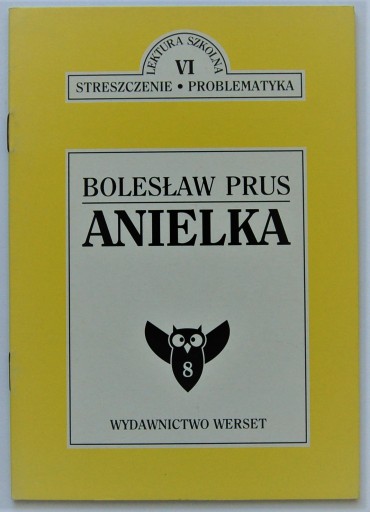 LEKTURA SZKOLNA
VI
STRESZCZENIE • PROBLEMATYKA
BOLESŁAW PRUS
ANIELKA
8
WYDAWNICTWO WERSET